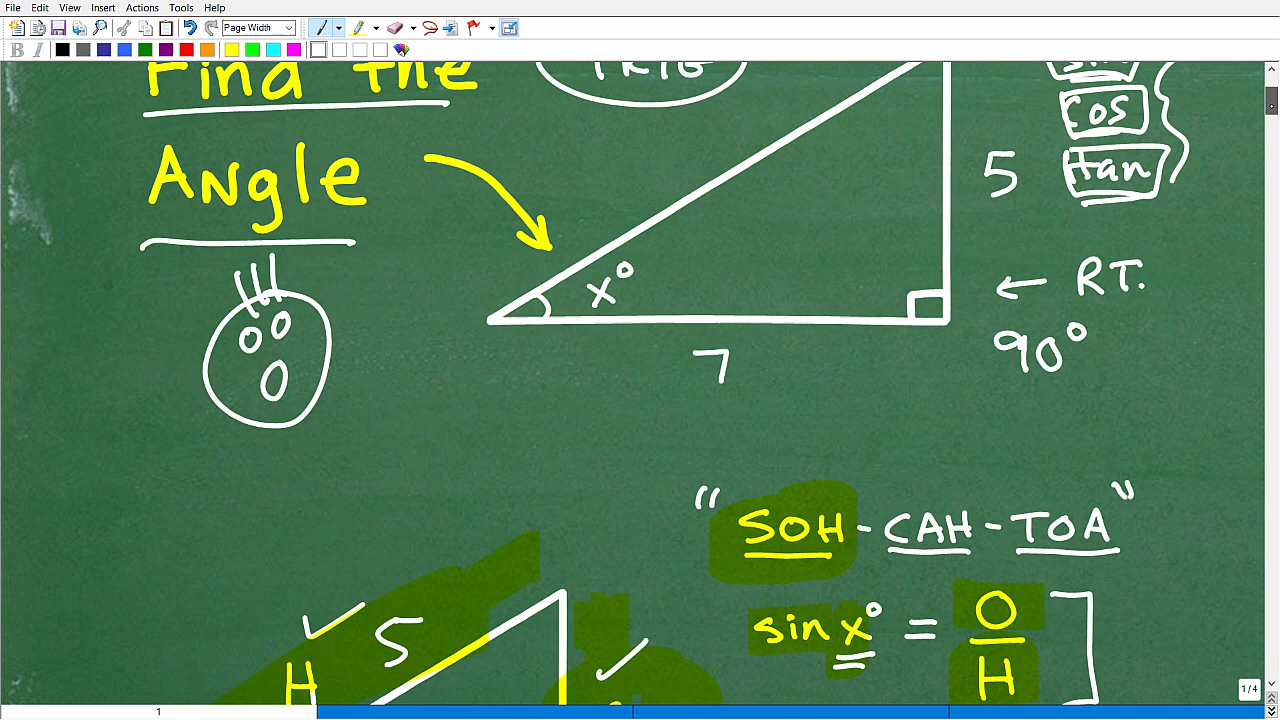 File Edit View Insert Actions Tools Help
Page Width
B I
Find the
TRIG
sin
Cos
Angle
tan
5
x°
← RT.
90°
7
"SOH-CAH-TOA"
5
sin x° = O/H
H
1 / 4
1